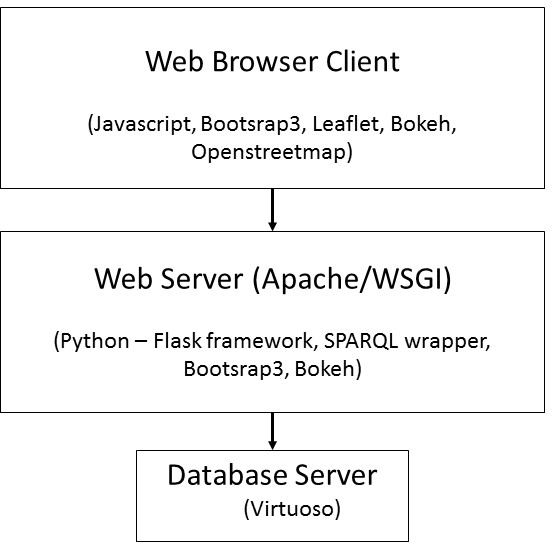 Web Browser Client
(Javascript, Bootsrap3, Leaflet, Bokeh,
Openstreetmap)
Web Server (Apache/WSGI)
(Python – Flask framework, SPARQL wrapper,
Bootsrap3, Bokeh)
Database Server
(Virtuoso)